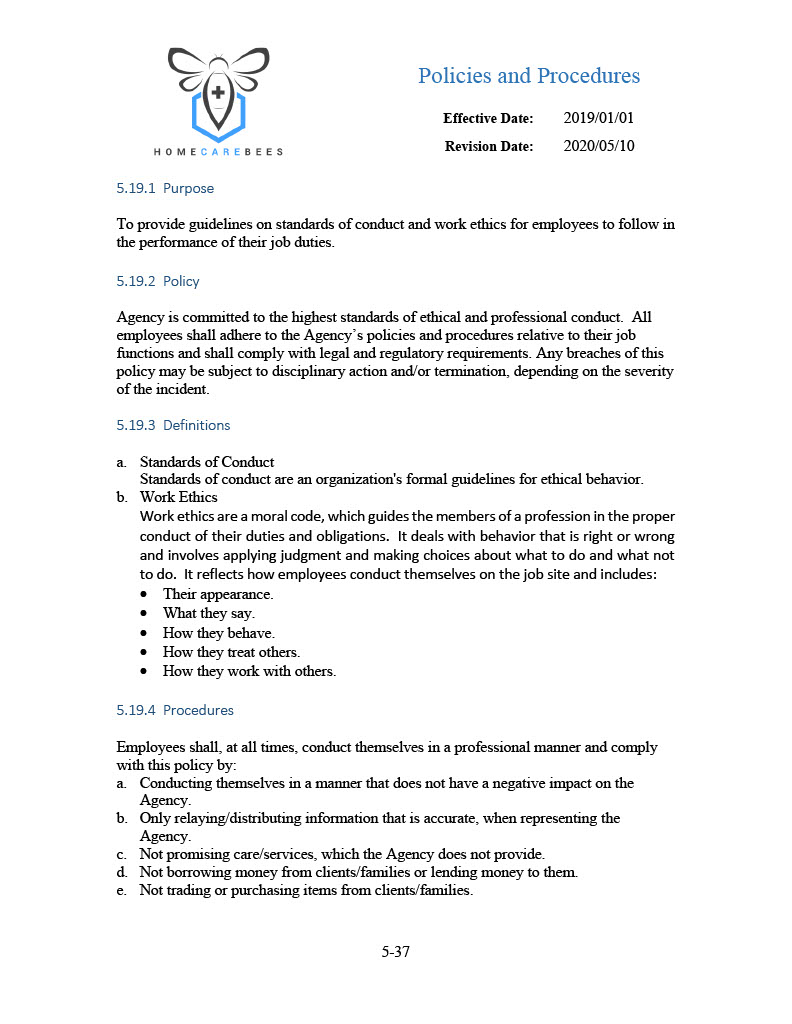 Policies and Procedures
Effective Date: 2019/01/01
Revision Date: 2020/05/10
HOMECAREBEES
5.19.1 Purpose
To provide guidelines on standards of conduct and work ethics for employees to follow in
the performance of their job duties.
5.19.2 Policy
Agency is committed to the highest standards of ethical and professional conduct. All
employees shall adhere to the Agency’s policies and procedures relative to their job
functions and shall comply with legal and regulatory requirements. Any breaches of this
policy may be subject to disciplinary action and/or termination, depending on the severity
of the incident.
5.19.3 Definitions
a. Standards of Conduct
Standards of conduct are an organization's formal guidelines for ethical behavior.
b. Work Ethics
Work ethics are a moral code, which guides the members of a profession in the proper
conduct of their duties and obligations. It deals with behavior that is right or wrong
and involves applying judgment and making choices about what to do and what not
to do. It reflects how employees conduct themselves on the job site and includes:
• Their appearance.
• What they say.
• How they behave.
• How they treat others.
• How they work with others.
5.19.4 Procedures
Employees shall, at all times, conduct themselves in a professional manner and comply
with this policy by:
a. Conducting themselves in a manner that does not have a negative impact on the
Agency.
b. Only relaying/distributing information that is accurate, when representing the
Agency.
c. Not promising care/services, which the Agency does not provide.
d. Not borrowing money from clients/families or lending money to them.
e. Not trading or purchasing items from clients/families.
5-37